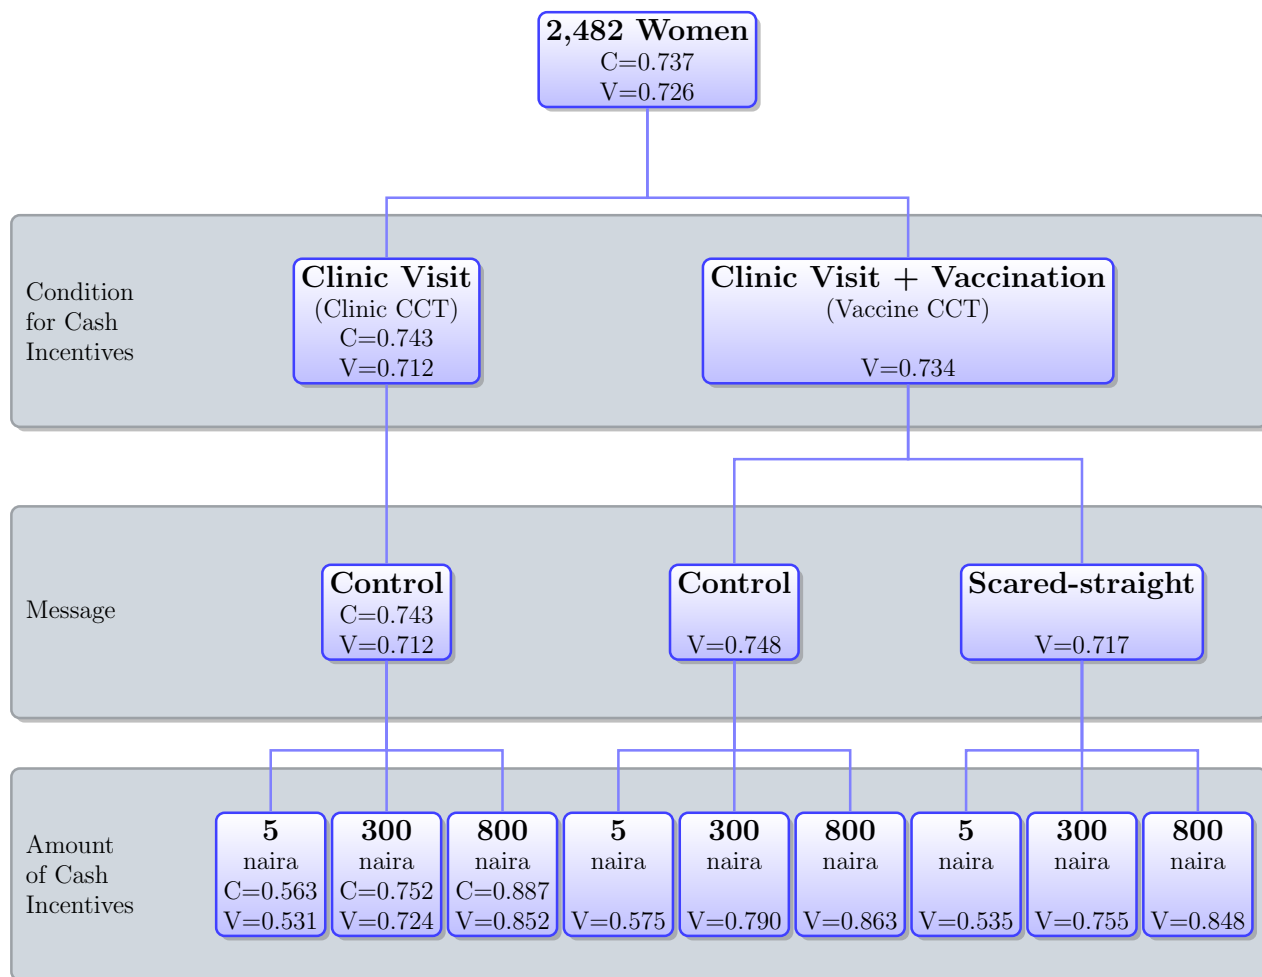 2,482 Women
C=0.737
V=0.726
Condition
for Cash
Incentives
Clinic Visit
(Clinic CCT)
C=0.743
V=0.712
Clinic Visit + Vaccination
(Vaccine CCT)
V=0.734
Message
Control
C=0.743
V=0.712
Control
V=0.748
Scared-straight
V=0.717
Amount
of Cash
Incentives
5
naira
C=0.563
V=0.531
300
naira
C=0.752
V=0.724
800
naira
C=0.887
V=0.852
5
naira
V=0.575
300
naira
V=0.790
800
naira
V=0.863
5
naira
V=0.535
300
naira
V=0.755
800
naira
V=0.848